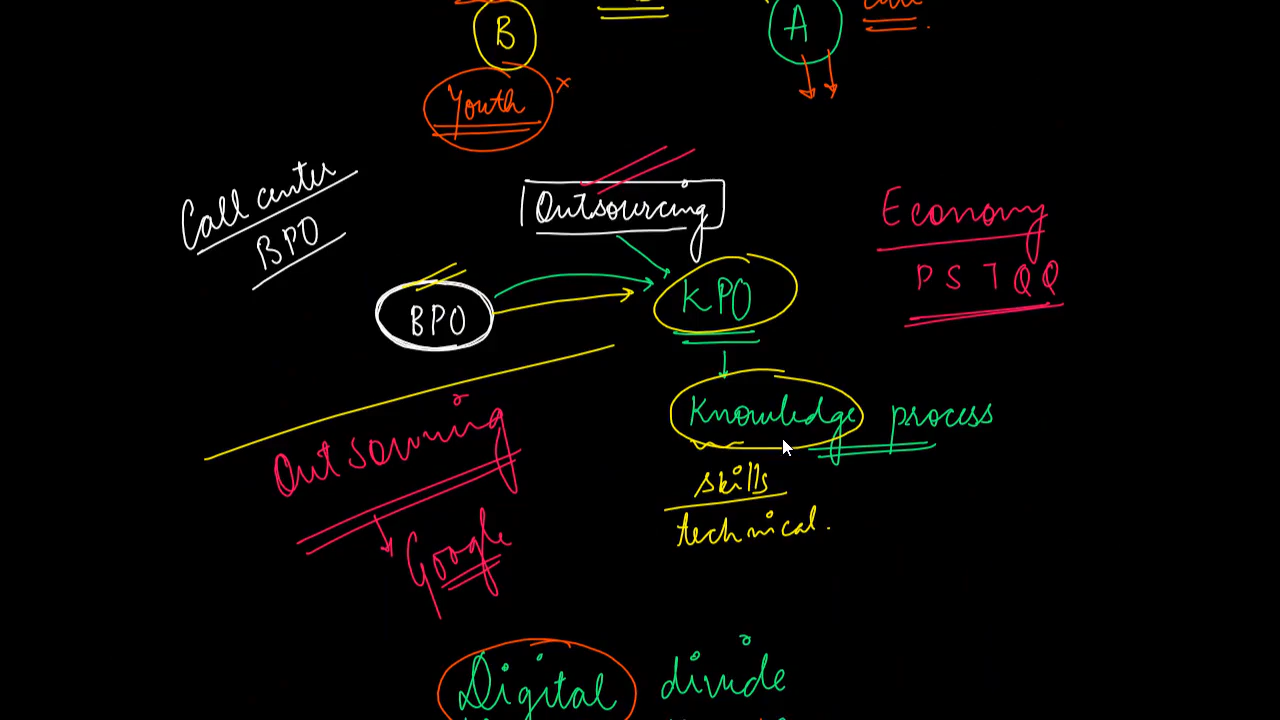 B
A
Youth x
Call center
BPO
Outsourcing
Economy
P S T Q Q
BPO
KPO
Knowledge process
Outsourcing
skills
technical.
Google
Digital divide